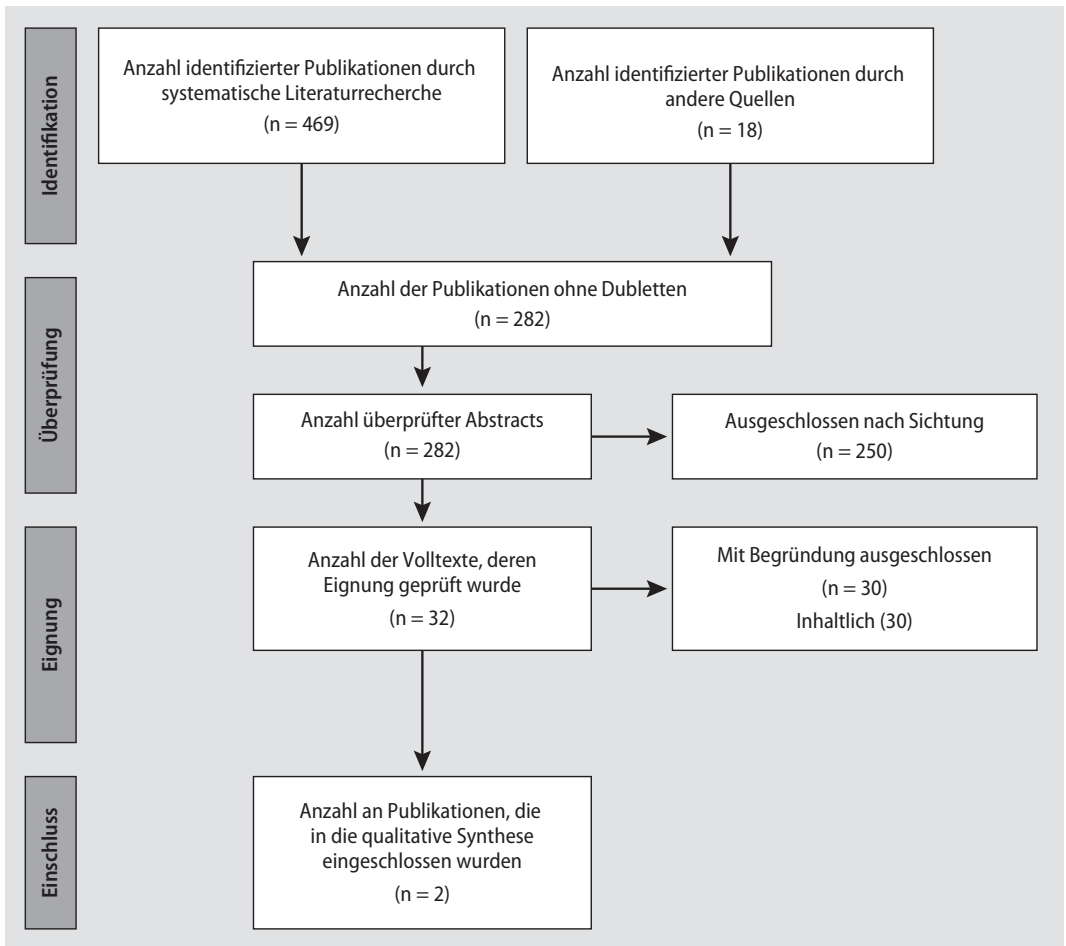 Identifikation
Anzahl identifizierter Publikationen durch
systematische Literaturrecherche
(n = 469)
Anzahl identifizierter Publikationen durch
andere Quellen
(n = 18)
Überprüfung
Anzahl der Publikationen ohne Dubletten
(n = 282)
Anzahl überprüfter Abstracts
(n = 282)
Ausgeschlossen nach Sichtung
(n = 250)
Eignung
Anzahl der Volltexte, deren
Eignung geprüft wurde
(n = 32)
Mit Begründung ausgeschlossen
(n = 30)
Inhaltlich (30)
Einschluss
Anzahl an Publikationen, die
in die qualitative Synthese
eingeschlossen wurden
(n = 2)